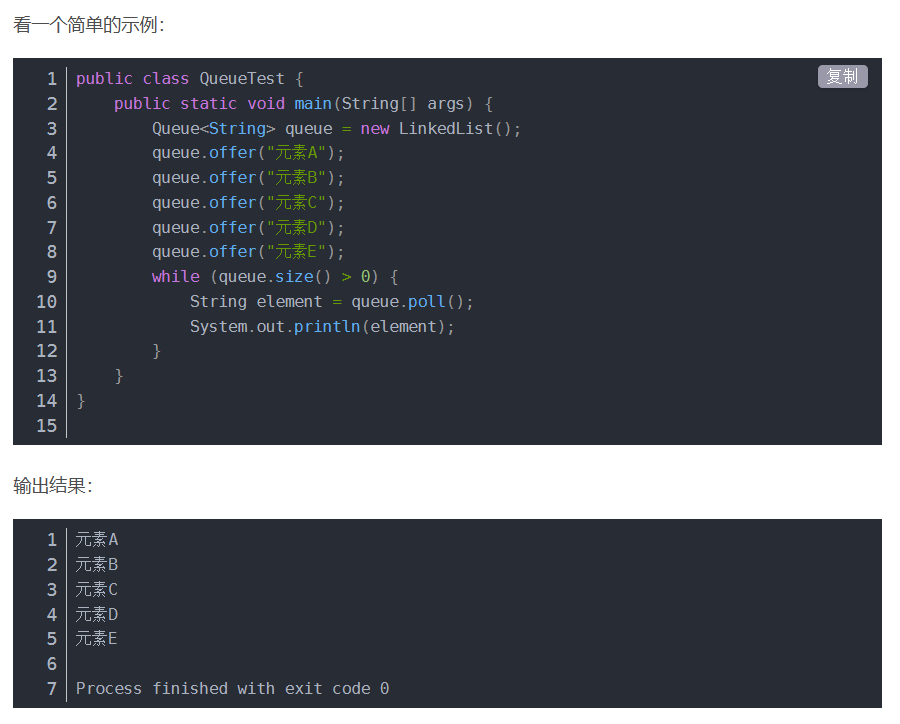 看一个简单的示例：
复制
1 public class QueueTest {
2     public static void main(String[] args) {
3         Queue<String> queue = new LinkedList();
4         queue.offer("元素A");
5         queue.offer("元素B");
6         queue.offer("元素C");
7         queue.offer("元素D");
8         queue.offer("元素E");
9         while (queue.size() > 0) {
10             String element = queue.poll();
11             System.out.println(element);
12         }
13     }
14 }
15
输出结果：
1 元素A
2 元素B
3 元素C
4 元素D
5 元素E
6
7 Process finished with exit code 0